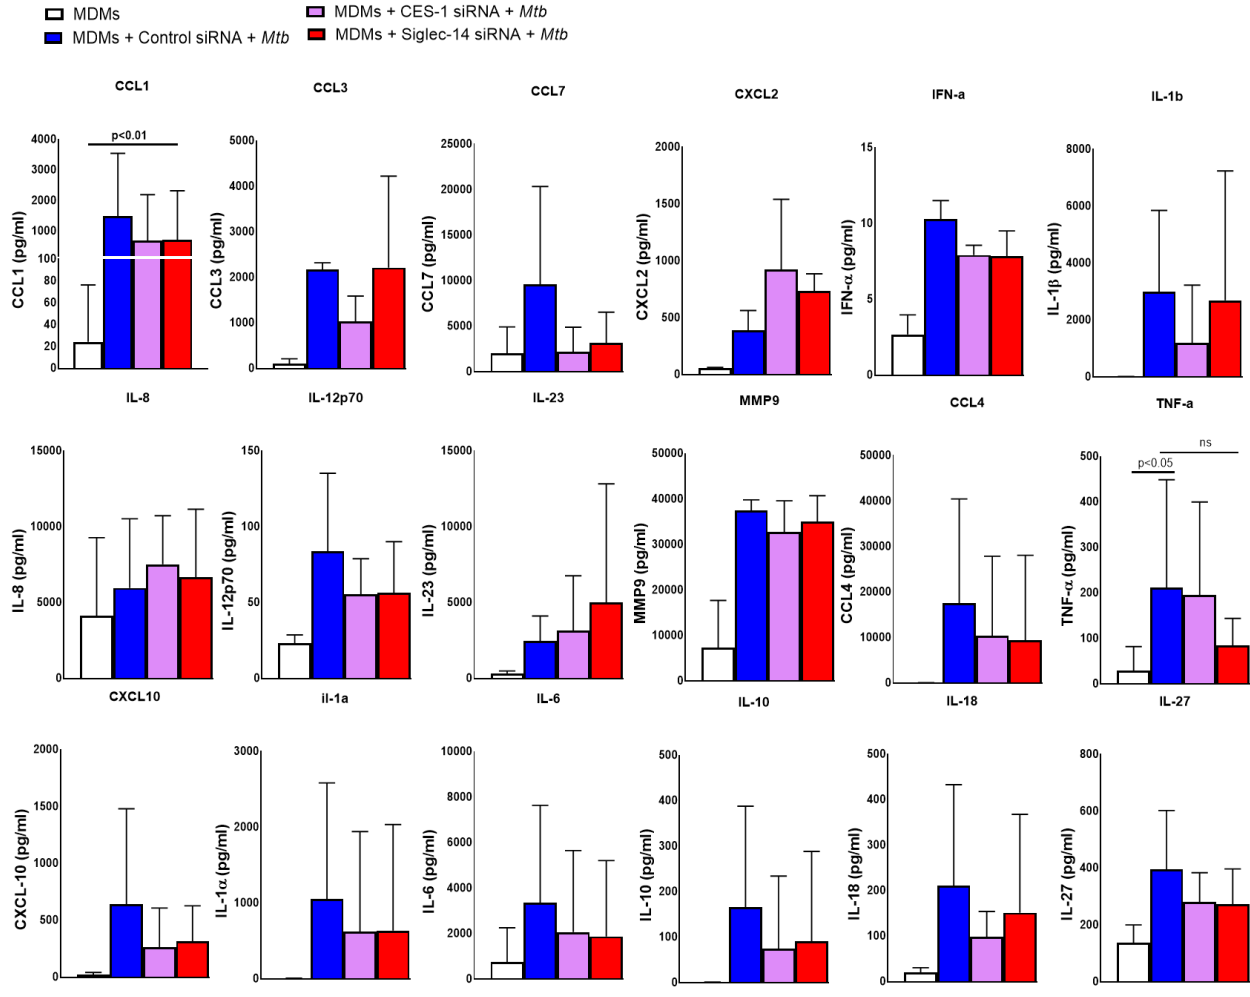 MDMs
MDMs + CES-1 siRNA + Mtb
MDMs + Control siRNA + Mtb
MDMs + Siglec-14 siRNA + Mtb
CCL1
CCL3
CCL7
CXCL2
IFN-a
IL-1b
p<0.01
CCL1 (pg/ml)
4000
3000
2000
1000
100
80
60
40
20
0
CCL3 (pg/ml)
5000
4000
3000
2000
1000
0
CCL7 (pg/ml)
25000
20000
15000
10000
5000
0
CXCL2 (pg/ml)
2000
1500
1000
500
0
IFN-α (pg/ml)
15
10
5
0
IL-1β (pg/ml)
8000
6000
4000
2000
0
IL-8
IL-12p70
IL-23
MMP9
CCL4
TNF-a
IL-8 (pg/ml)
15000
10000
5000
0
IL-12p70 (pg/ml)
150
100
50
0
IL-23 (pg/ml)
15000
10000
5000
0
MMP9 (pg/ml)
50000
40000
30000
20000
10000
0
CCL4 (pg/ml)
50000
40000
30000
20000
10000
0
TNF-α (pg/ml)
500
400
300
200
100
0
p<0.05
ns
CXCL10
il-1a
IL-6
IL-10
IL-18
IL-27
CXCL-10 (pg/ml)
2000
1500
1000
500
0
IL-1α (pg/ml)
3000
2000
1000
0
IL-6 (pg/ml)
10000
8000
6000
4000
2000
0
IL-10 (pg/ml)
500
400
300
200
100
0
IL-18 (pg/ml)
500
400
300
200
100
0
IL-27 (pg/ml)
800
600
400
200
0